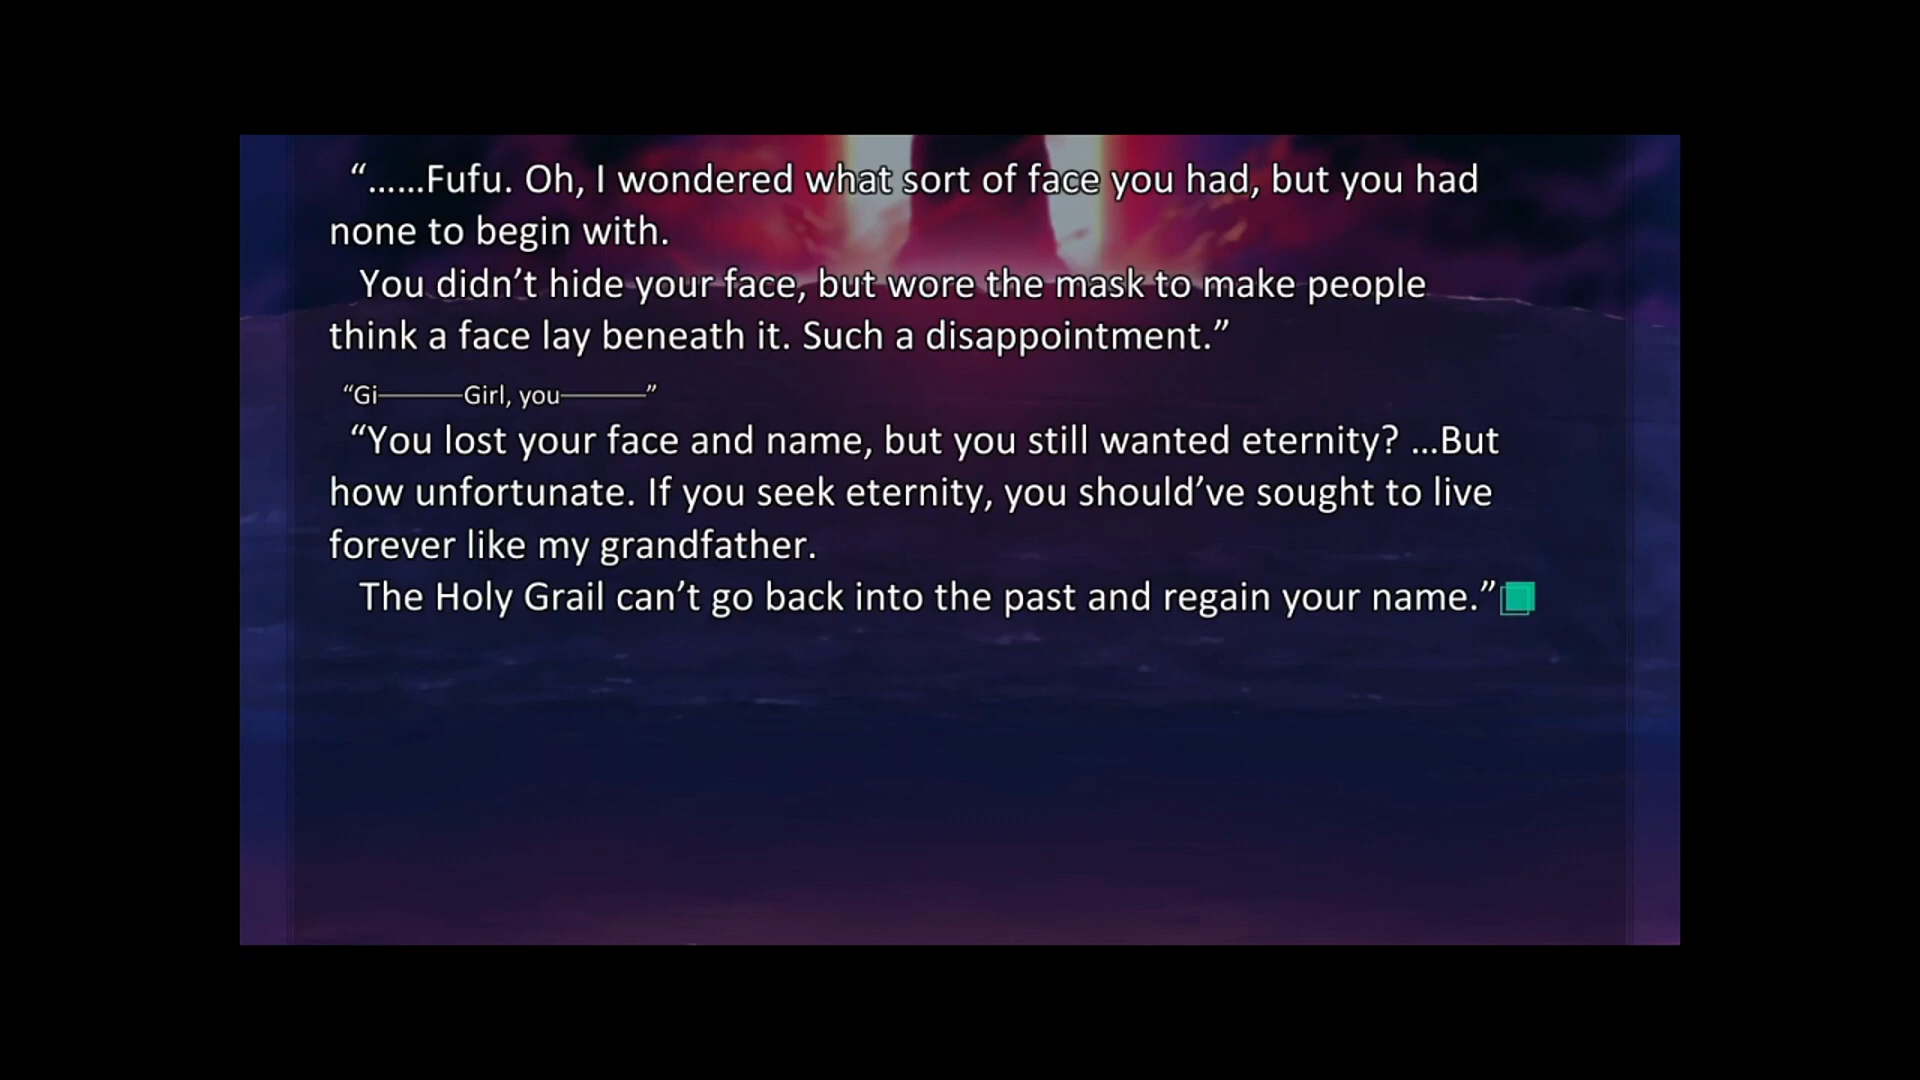 “……Fufu. Oh, I wondered what sort of face you had, but you had
none to begin with.
You didn’t hide your face, but wore the mask to make people
think a face lay beneath it. Such a disappointment.”
“Gi———Girl, you———”
“You lost your face and name, but you still wanted eternity? …But
how unfortunate. If you seek eternity, you should’ve sought to live
forever like my grandfather.
The Holy Grail can’t go back into the past and regain your name.”